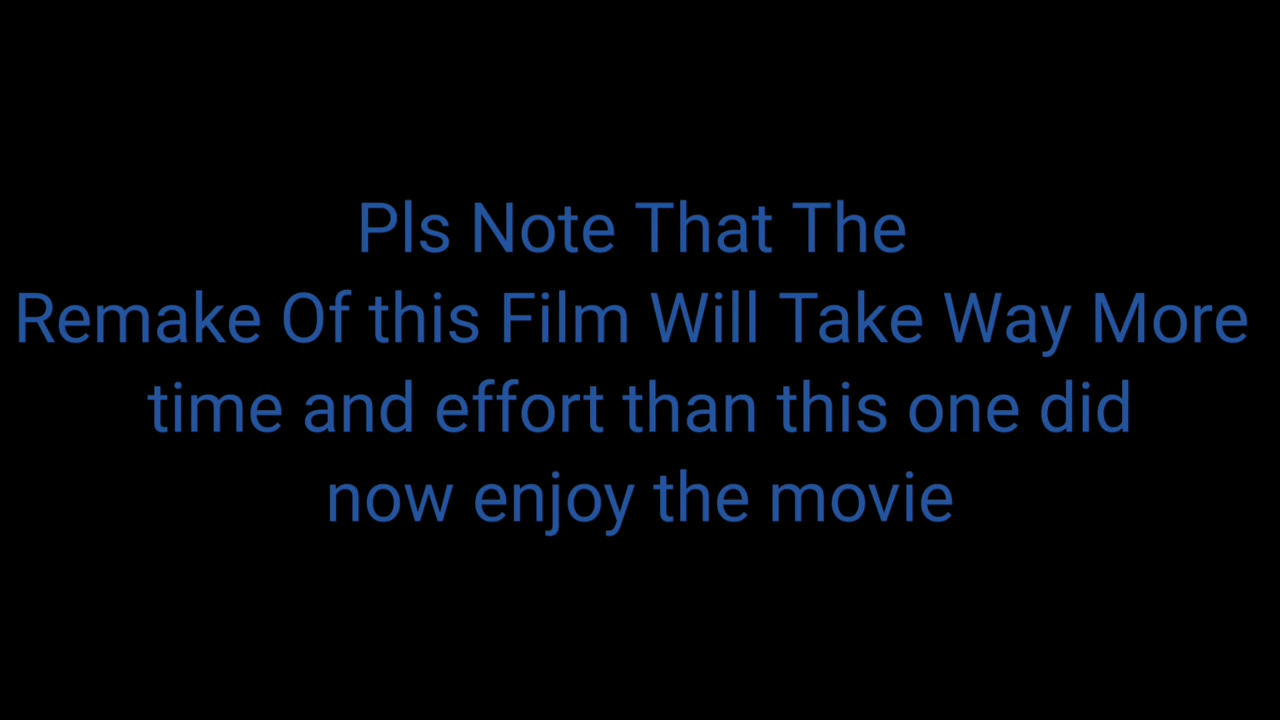 Pls Note That The
Remake Of this Film Will Take Way More
time and effort than this one did
now enjoy the movie